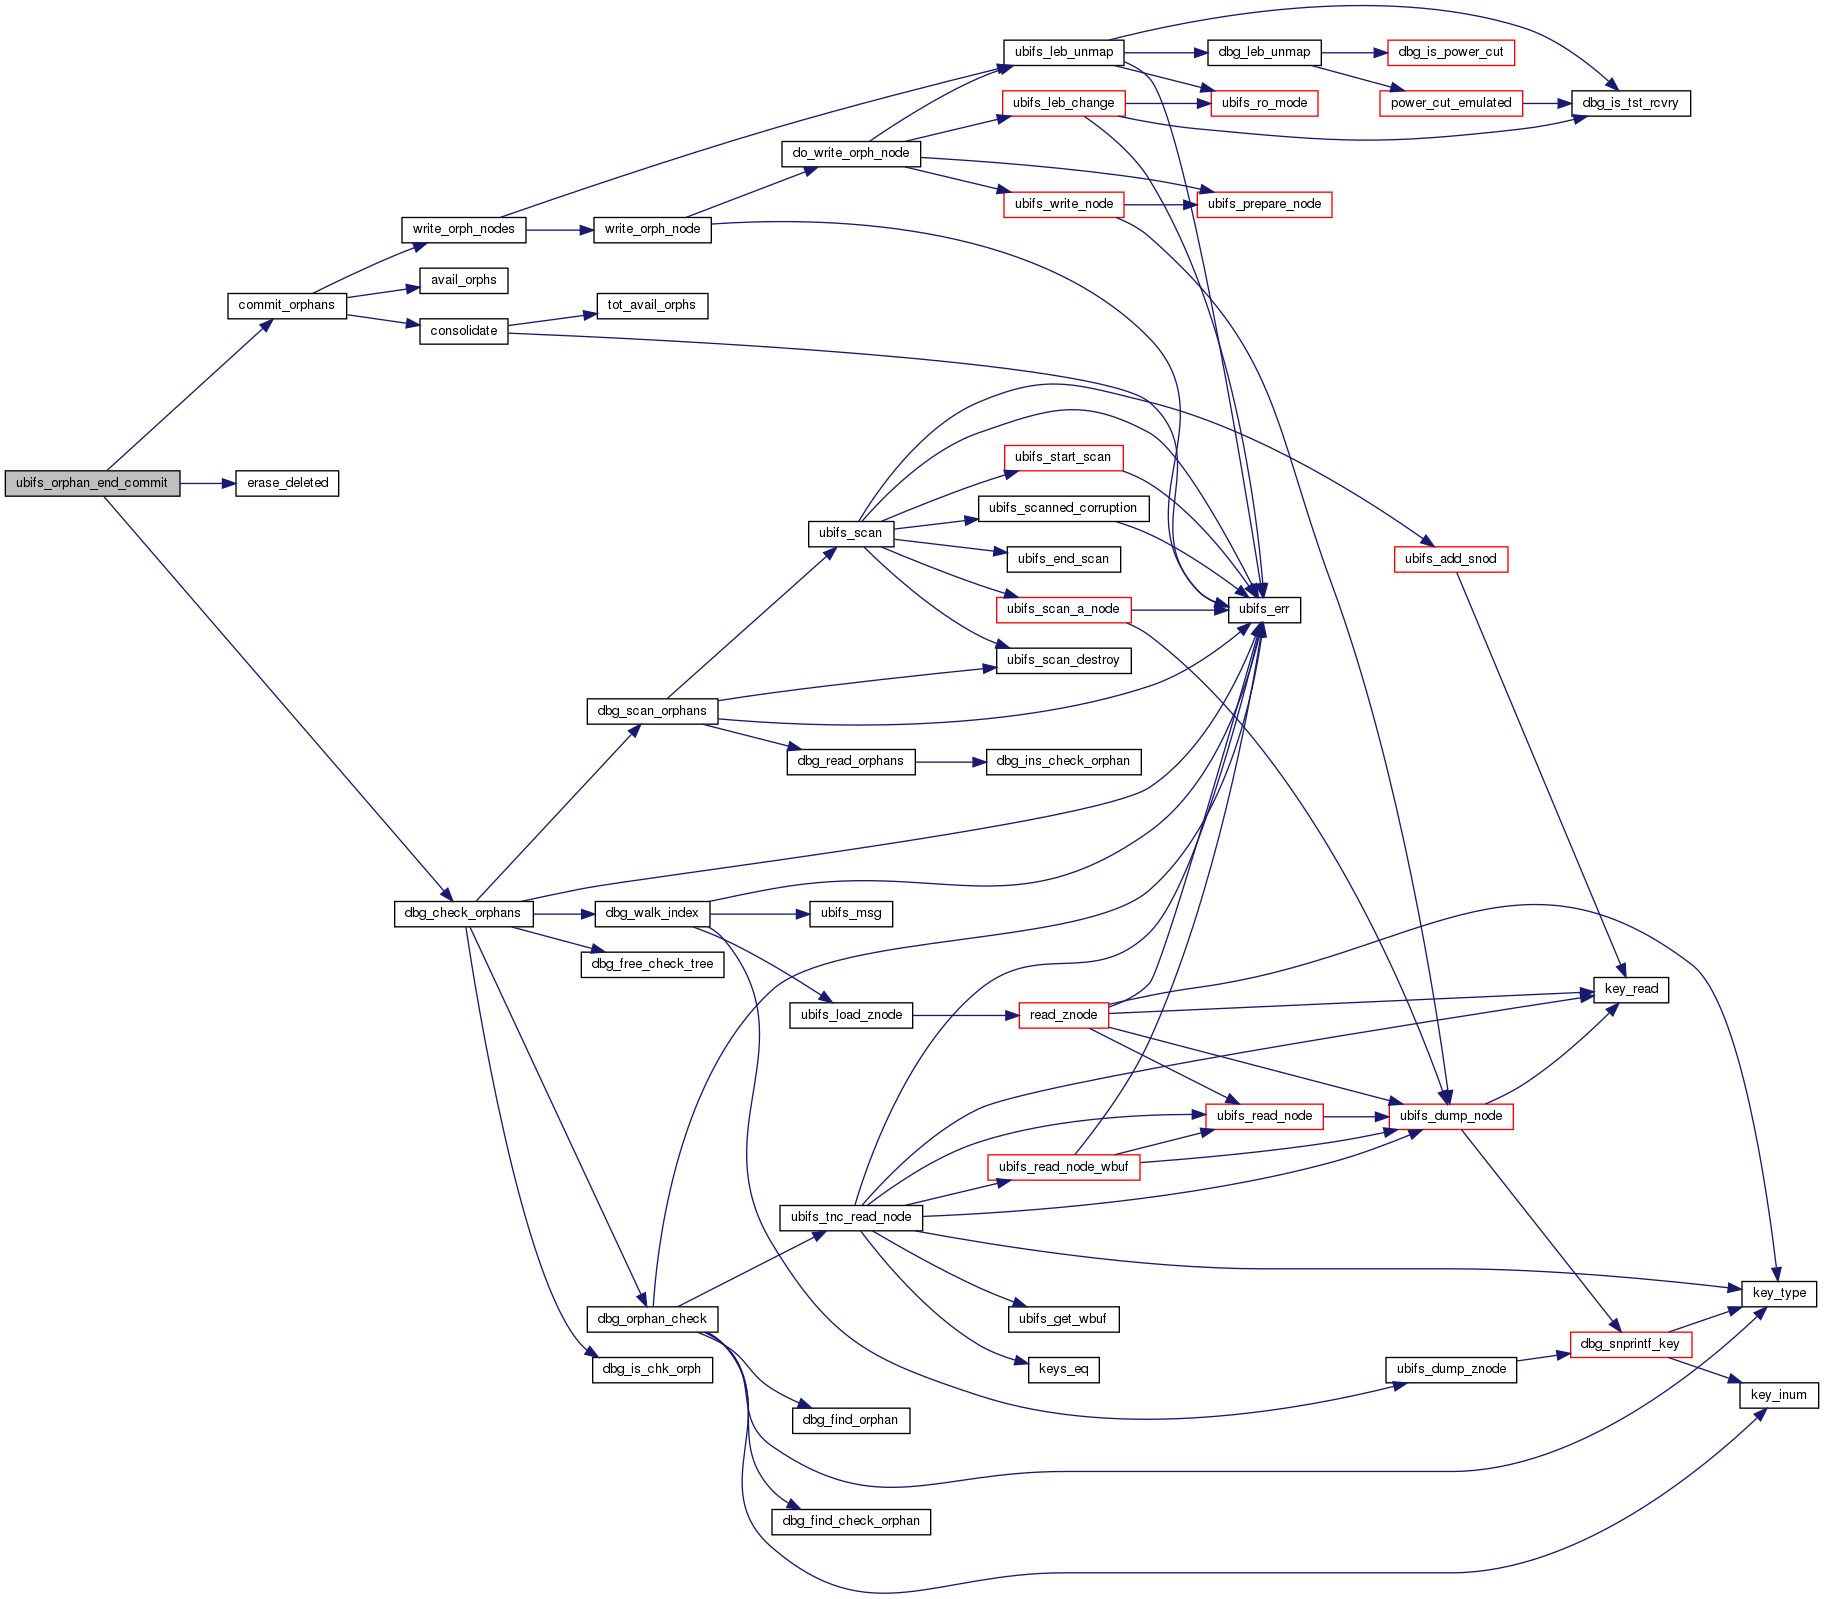 ubifs_leb_unmap
dbg_leb_unmap
dbg_is_power_cut
ubifs_leb_change
ubifs_ro_mode
power_cut_emulated
dbg_is_tst_rcvry
do_write_orph_node
ubifs_write_node
ubifs_prepare_node
write_orph_nodes
write_orph_node
avail_orphs
commit_orphans
tot_avail_orphs
consolidate
ubifs_start_scan
ubifs_orphan_end_commit
erase_deleted
ubifs_scanned_corruption
ubifs_scan
ubifs_end_scan
ubifs_add_snod
ubifs_scan_a_node
ubifs_err
ubifs_scan_destroy
dbg_scan_orphans
dbg_read_orphans
dbg_ins_check_orphan
dbg_check_orphans
dbg_walk_index
ubifs_msg
dbg_free_check_tree
key_read
ubifs_load_znode
read_znode
ubifs_read_node
ubifs_dump_node
ubifs_read_node_wbuf
ubifs_tnc_read_node
key_type
dbg_orphan_check
ubifs_get_wbuf
dbg_snprintf_key
dbg_is_chk_orph
keys_eq
ubifs_dump_znode
key_inum
dbg_find_orphan
dbg_find_check_orphan